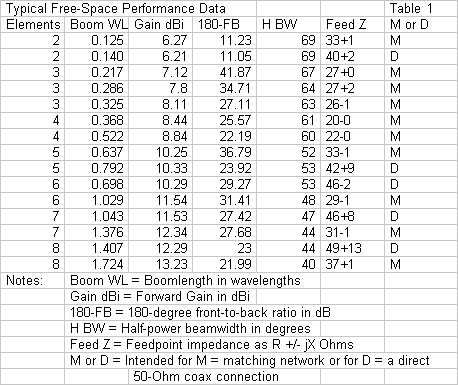 Typical Free-Space Performance Data Table 1
Elements Boom WL Gain dBi 180-FB H BW Feed Z M or D
2 0.125 6.27 11.23 69 33+1 M
2 0.140 6.21 11.05 69 40+2 D
3 0.217 7.12 41.87 67 27+0 M
3 0.286 7.8 34.71 64 27+2 M
3 0.325 8.11 27.11 63 26-1 M
4 0.368 8.44 25.57 61 20-0 M
4 0.522 8.84 22.19 60 22-0 M
5 0.637 10.25 36.79 52 33-1 M
5 0.792 10.33 23.92 53 42+9 D
6 0.698 10.29 29.27 53 46-2 D
6 1.029 11.54 31.41 48 29-1 M
7 1.043 11.53 27.42 47 46+8 D
7 1.376 12.34 27.68 44 31-1 M
8 1.407 12.29 23 44 49+13 D
8 1.724 13.23 21.99 40 37+1 M
Notes: Boom WL = Boomlength in wavelengths
Gain dBi = Forward Gain in dBi
180-FB = 180-degree front-to-back ratio in dB
H BW = Half-power beamwidth in degrees
Feed Z = Feedpoint impedance as R +/- jX Ohms
M or D = Intended for M = matching network or for D = a direct
50-Ohm coax connection